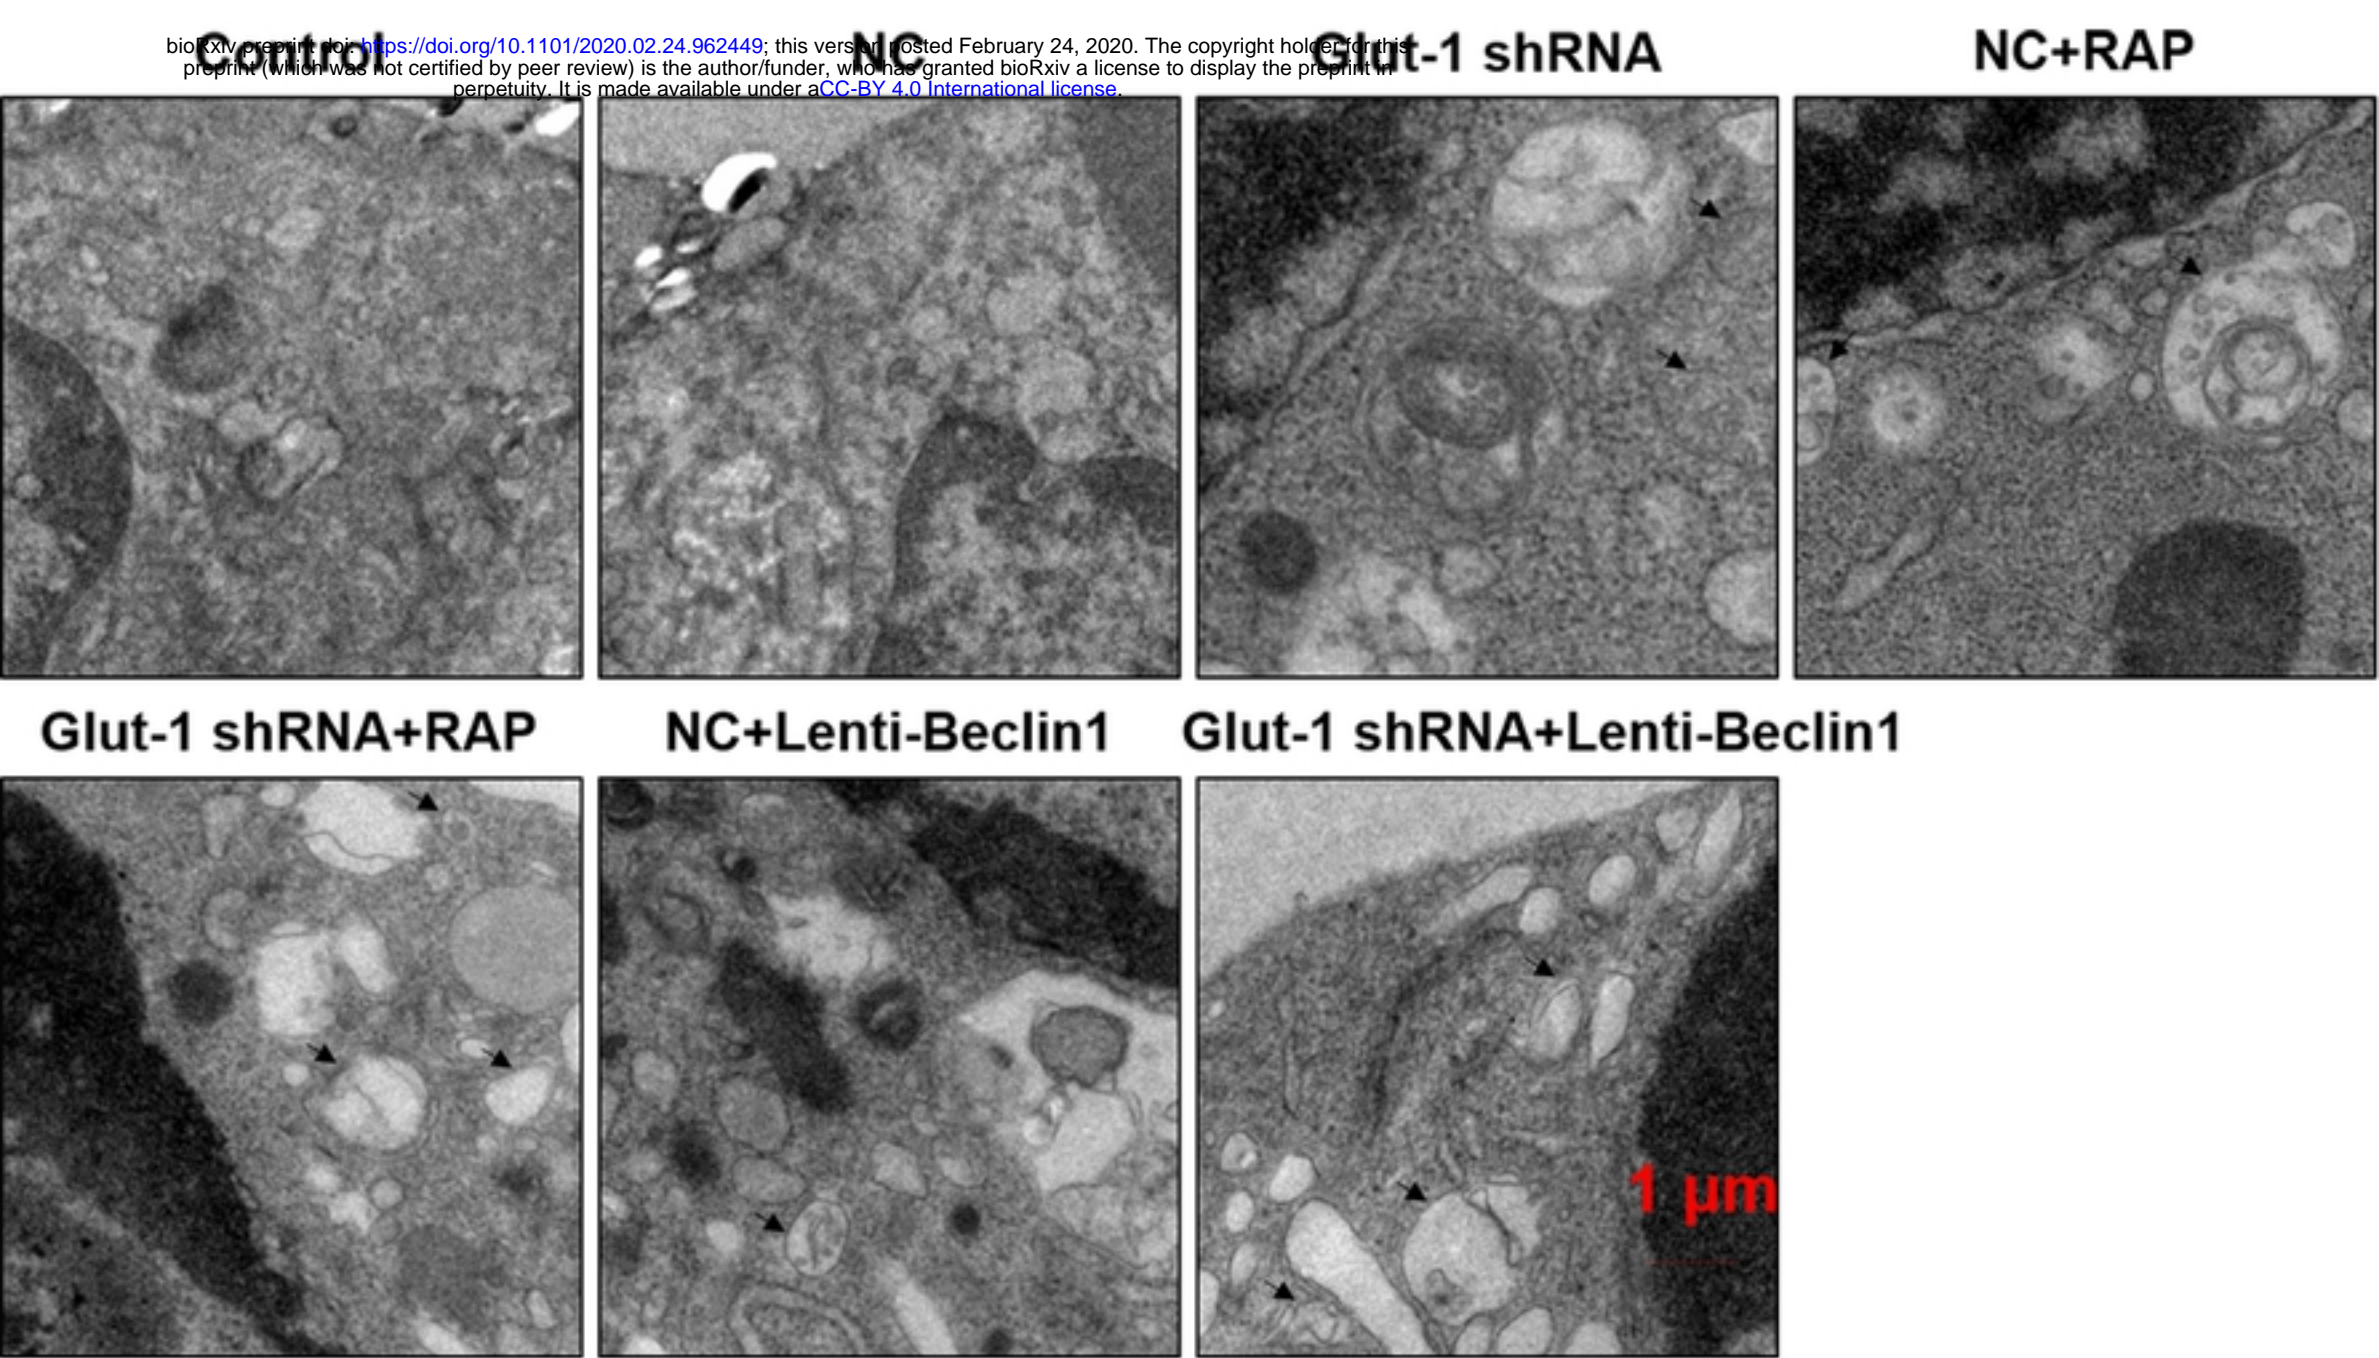 bioRxiv preprint doi: https://doi.org/10.1101/2020.02.24.962449; this version posted February 24, 2020. The copyright holder for this
preprint (which was not certified by peer review) is the author/funder, who has granted bioRxiv a license to display the preprint in
perpetuity. It is made available under aCC-BY 4.0 International license.
Control NC Glut-1 shRNA NC+RAP
Glut-1 shRNA+RAP NC+Lenti-Beclin1 Glut-1 shRNA+Lenti-Beclin1
1 µm